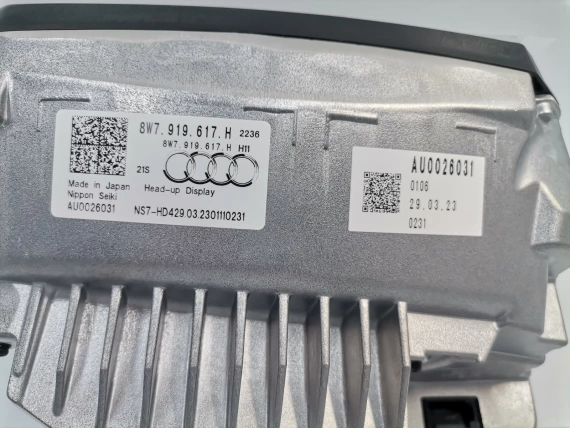 8W7.919.617.H 2236
8W7.919.617.H H11
21S
Head-up Display
Made in Japan
Nippon Seiki
AU0026031
NS7-HD429.03.2301110231
AU0026031
0106
29.03.23
0231